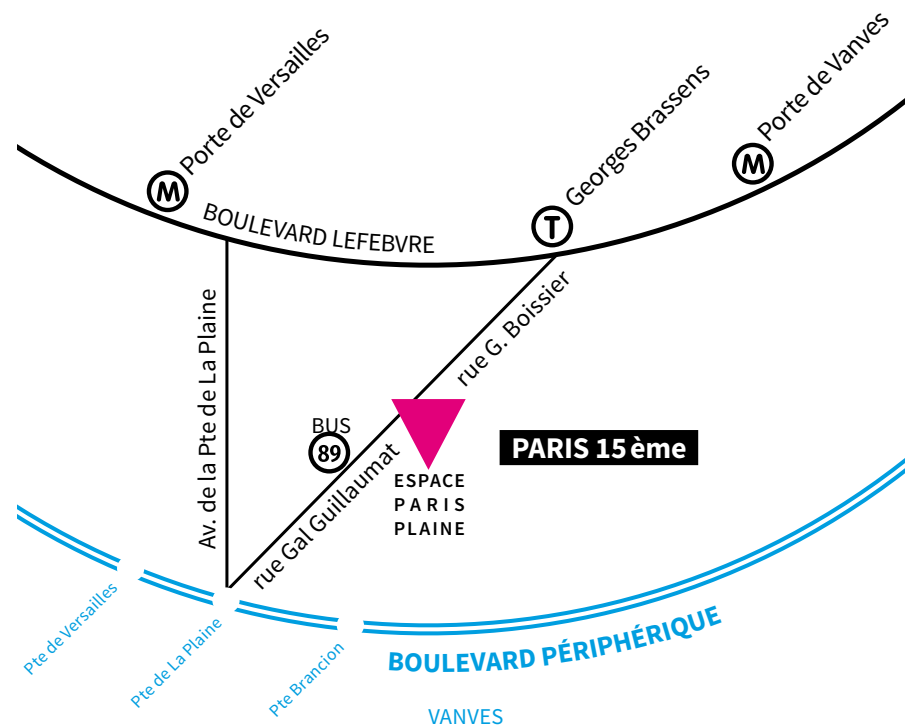 Porte de Versailles
M
BOULEVARD LEFEBVRE
Georges Brassens
T
Porte de Vanves
M
Av. de la Pte de La Plaine
rue G. Boissier
BUS
89
rue Gal Guillaumat
ESPACE
PARIS
PLAINE
PARIS 15ème
Pte de Versailles
Pte de La Plaine
Pte Brancion
BOULEVARD PÉRIPHÉRIQUE
VANVES